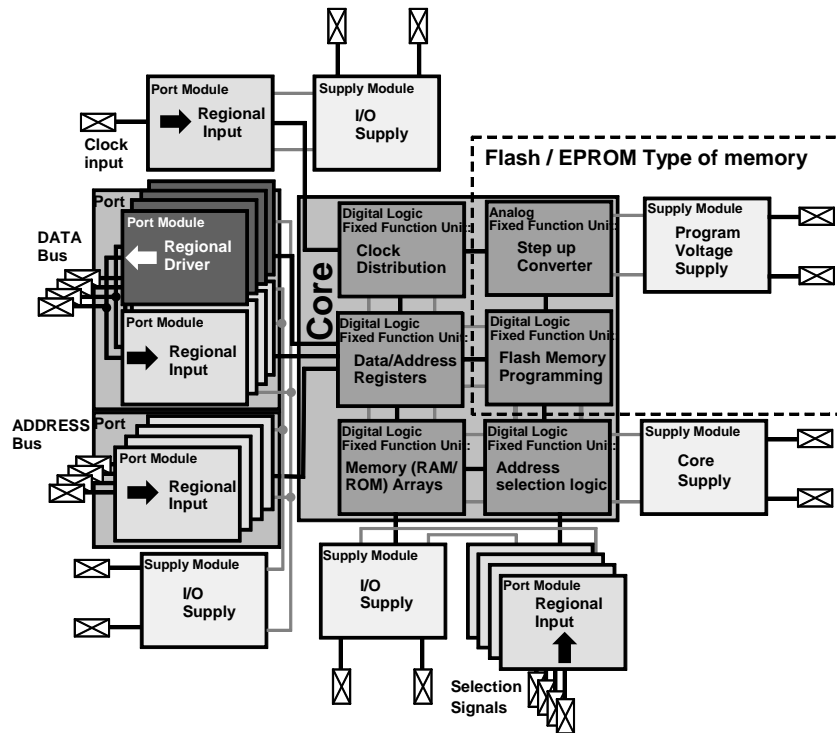 Port Module
Regional
Input
Clock
input
Supply Module
I/O
Supply
Flash / EPROM Type of memory
Port
Port Module
Regional
Driver
DATA
Bus
Port Module
Regional
Input
Core
Digital Logic
Fixed Function Unit:
Clock
Distribution
Analog
Fixed Function Unit:
Step up
Converter
Supply Module
Program
Voltage
Supply
Digital Logic
Fixed Function Unit:
Data/Address
Registers
Digital Logic
Fixed Function Unit:
Flash Memory
Programming
ADDRESS
Bus
Port
Port Module
Regional
Input
Digital Logic
Fixed Function Unit:
Memory (RAM/
ROM) Arrays
Digital Logic
Fixed Function Unit:
Address
selection logic
Supply Module
Core
Supply
Supply Module
I/O
Supply
Supply Module
I/O
Supply
Port Module
Regional
Input
Selection
Signals